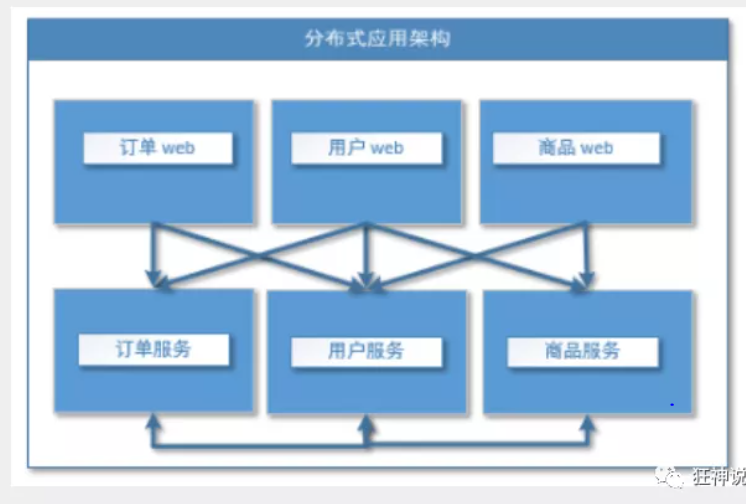 分布式应用架构
订单 web
用户 web
商品 web
订单服务
用户服务
商品服务
狂神说